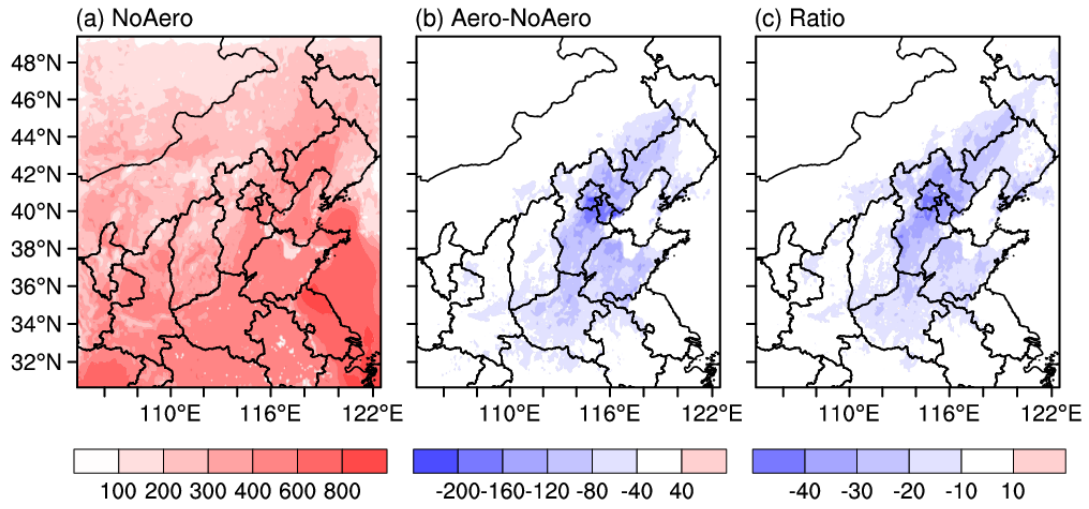 (a) NoAero (b) Aero-NoAero (c) Ratio
48°N
46°N
44°N
42°N
40°N
38°N
36°N
34°N
32°N
110°E 116°E 122°E 110°E 116°E 122°E 110°E 116°E 122°E
100 200 300 400 600 800 -200 -160 -120 -80 -40 40 -40 -30 -20 -10 10